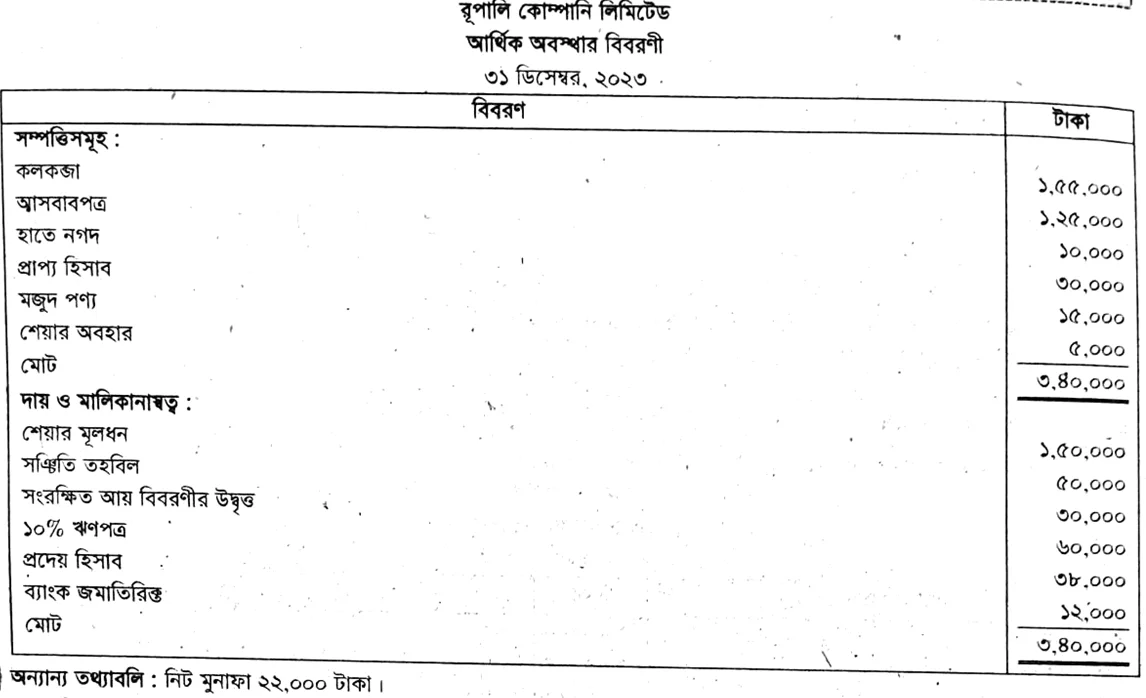 রূপালি কোম্পানি লিমিটেড
আর্থিক অবস্থার বিবরণী
৩১ ডিসেম্বর, ২০২৩
বিবরণ টাকা
সম্পত্তিসমূহ :
কলকব্জা ১,৫৫,০০০
আসবাবপত্র ১,২৫,০০০
হাতে নগদ ১০,০০০
প্রাপ্য হিসাব ৩০,০০০
মজুদ পণ্য ১৫,০০০
শেয়ার অবহার ৫,০০০
মোট ৩,৪০,০০০
দায় ও মালিকানাস্বত্ব :
শেয়ার মূলধন ১,৫০,০০০
সঞ্চিতি তহবিল ৫০,০০০
সংরক্ষিত আয় বিবরণীর উদ্বৃত্ত ৩০,০০০
১০% ঋণপত্র ৬০,০০০
প্রদেয় হিসাব ৩৮,০০০
ব্যাংক জমাতিরিক্ত ১২,০০০
মোট ৩,৪০,০০০
অন্যান্য তথ্যাবলি : নিট মুনাফা ২২,০০০ টাকা।